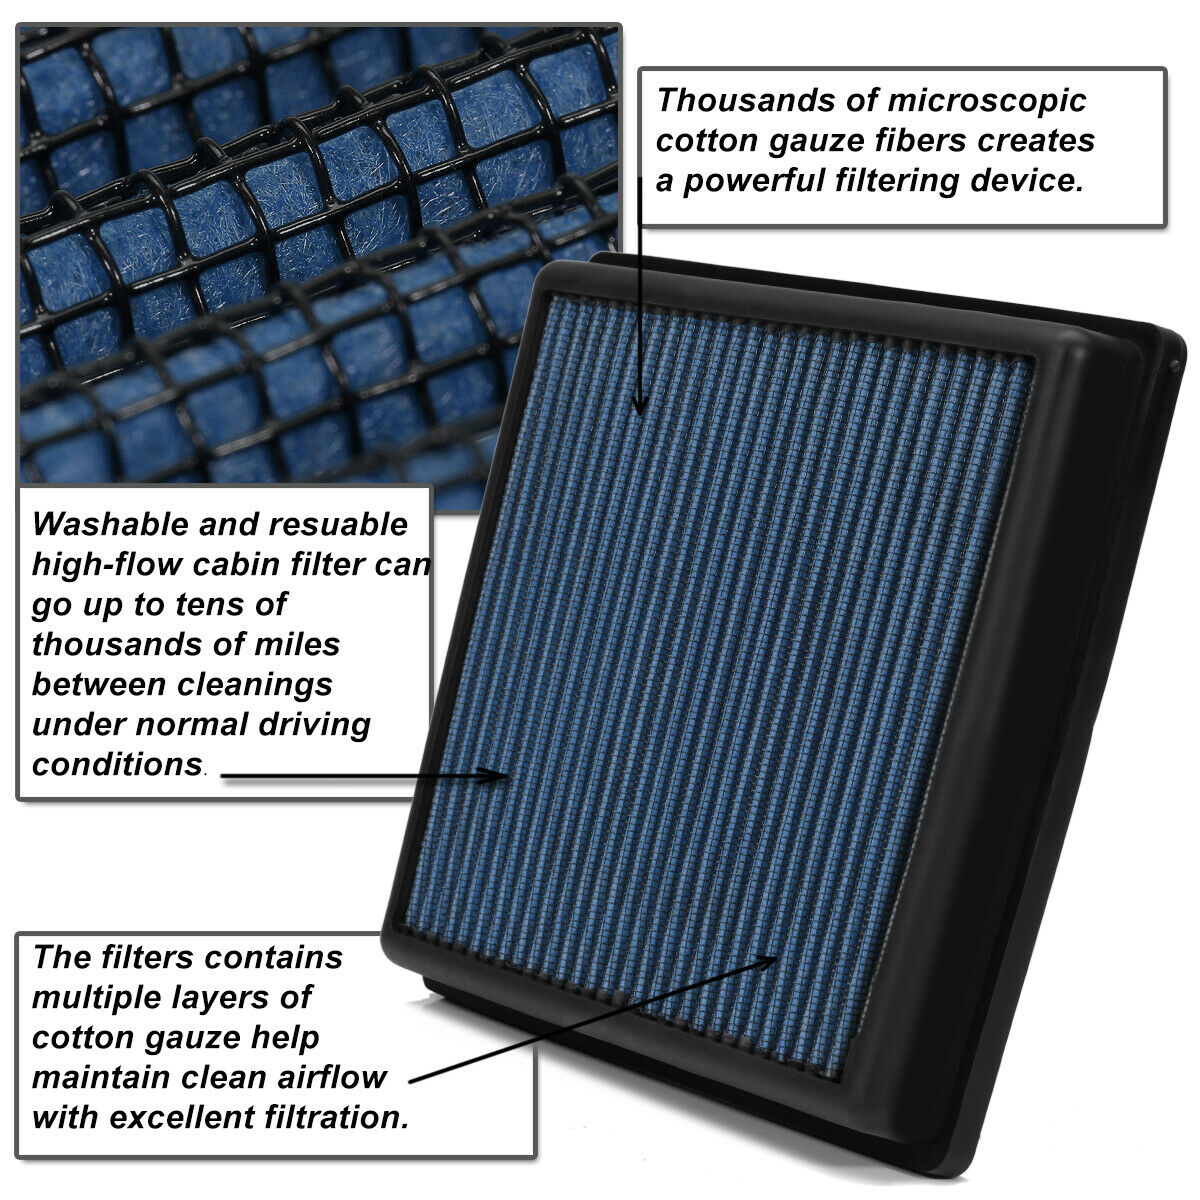 Thousands of microscopic
cotton gauze fibers creates
a powerful filtering device.
Washable and resuable
high-flow cabin filter can
go up to tens of
thousands of miles
between cleanings
under normal driving
conditions.
The filters contains
multiple layers of
cotton gauze help
maintain clean airflow
with excellent filtration.